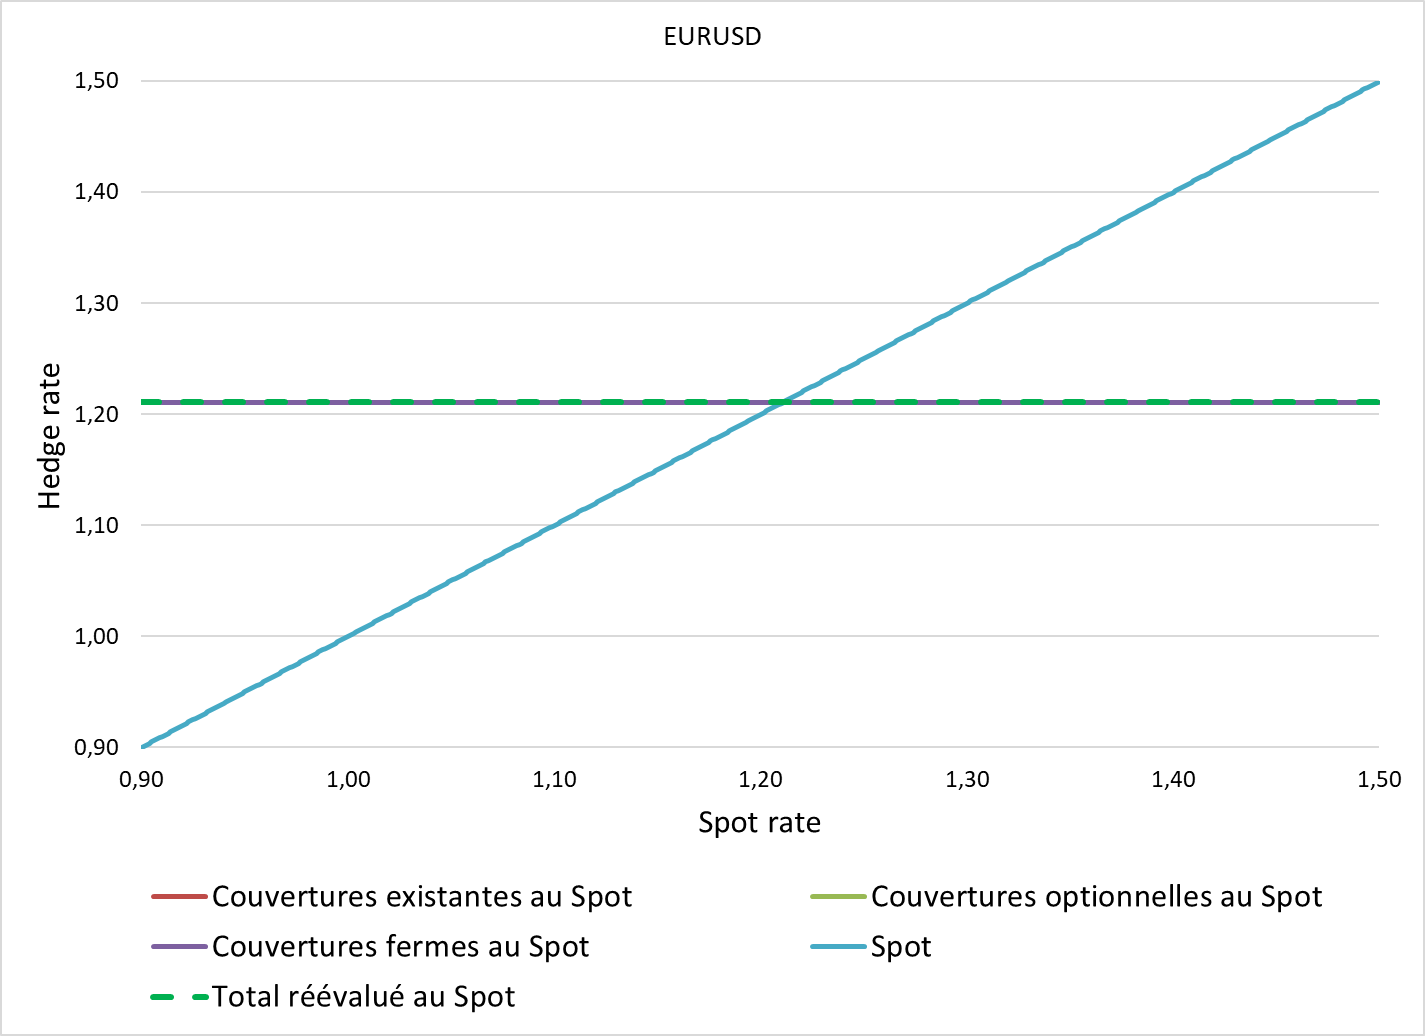 EURUSD
1,50
1,40
1,30
1,20
1,10
1,00
0,90
Hedge rate
0,90 1,00 1,10 1,20 1,30 1,40 1,50
Spot rate
Couvertures existantes au Spot Couvertures optionnelles au Spot
Couvertures fermes au Spot Spot
Total réévalué au Spot